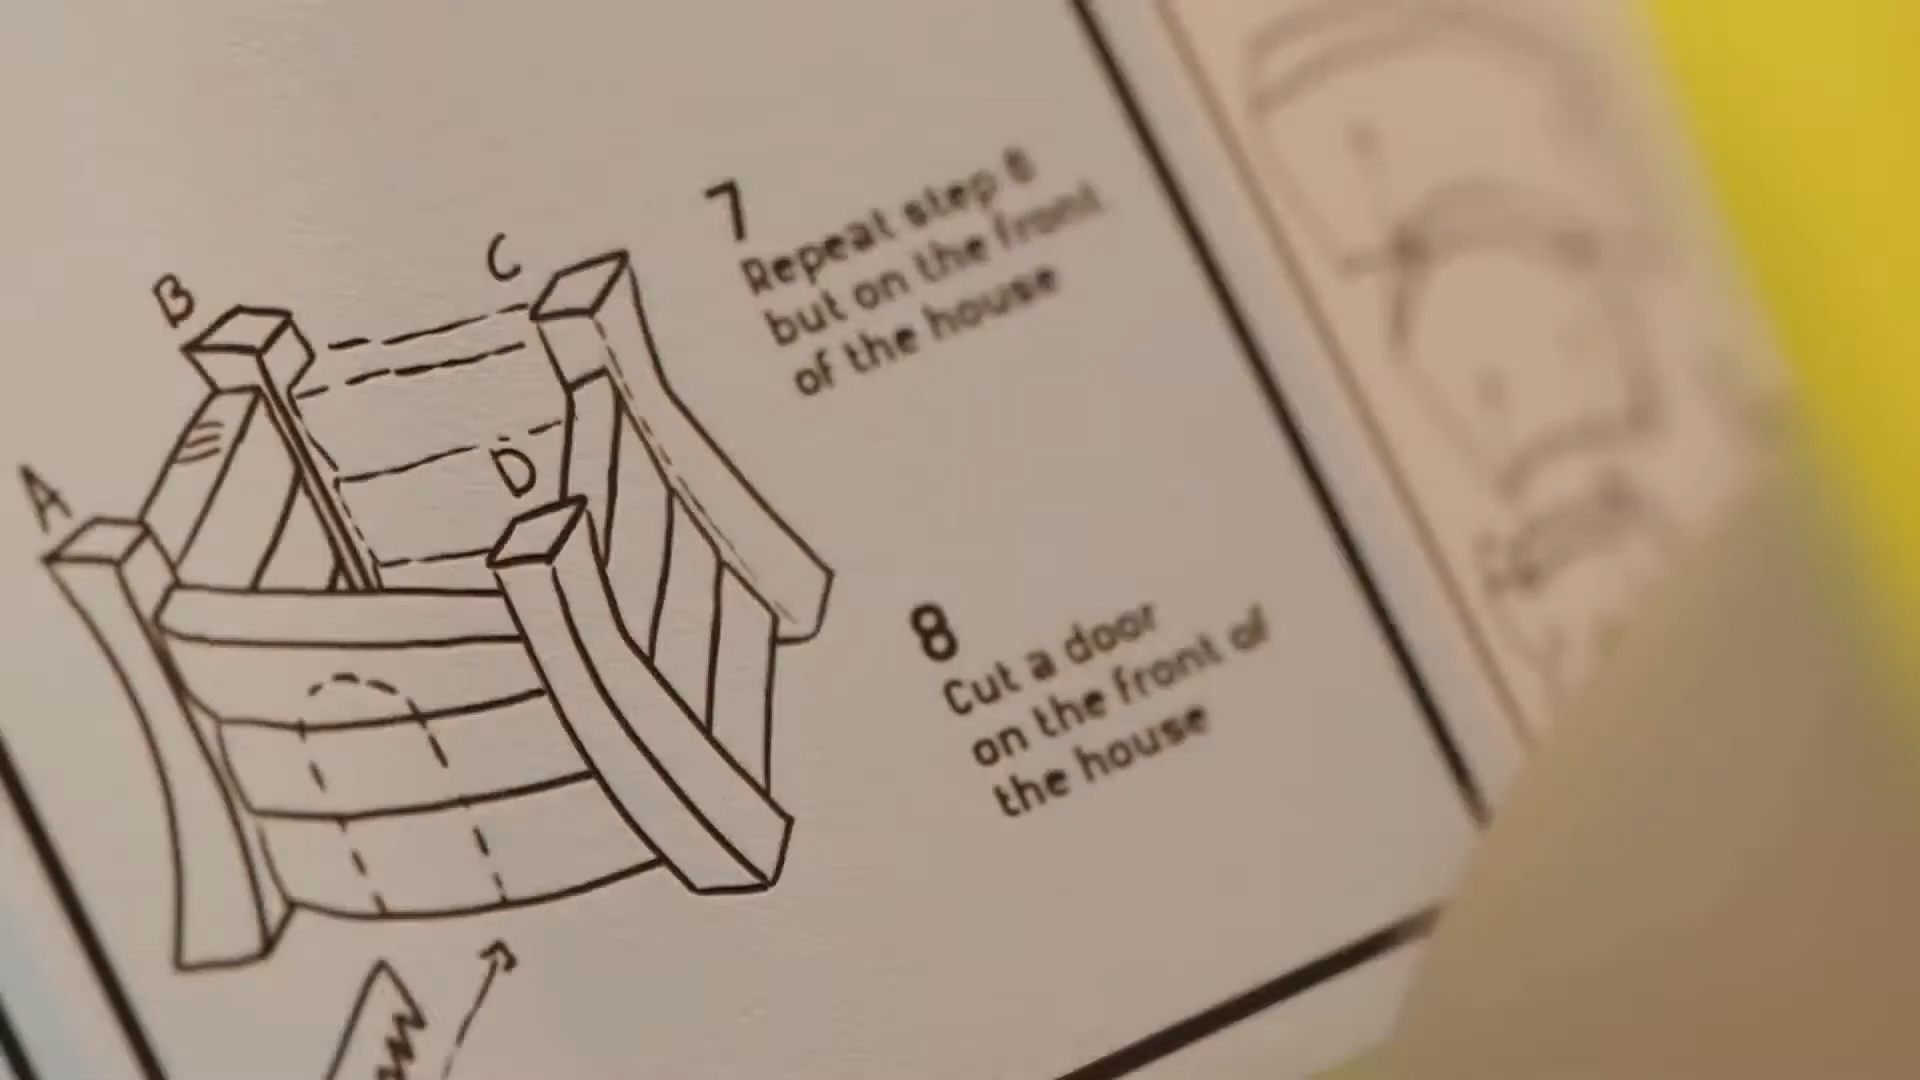 B
C
A
D
7
Repeat step 6
but on the front
of the house
8
Cut a door
on the front of
the house